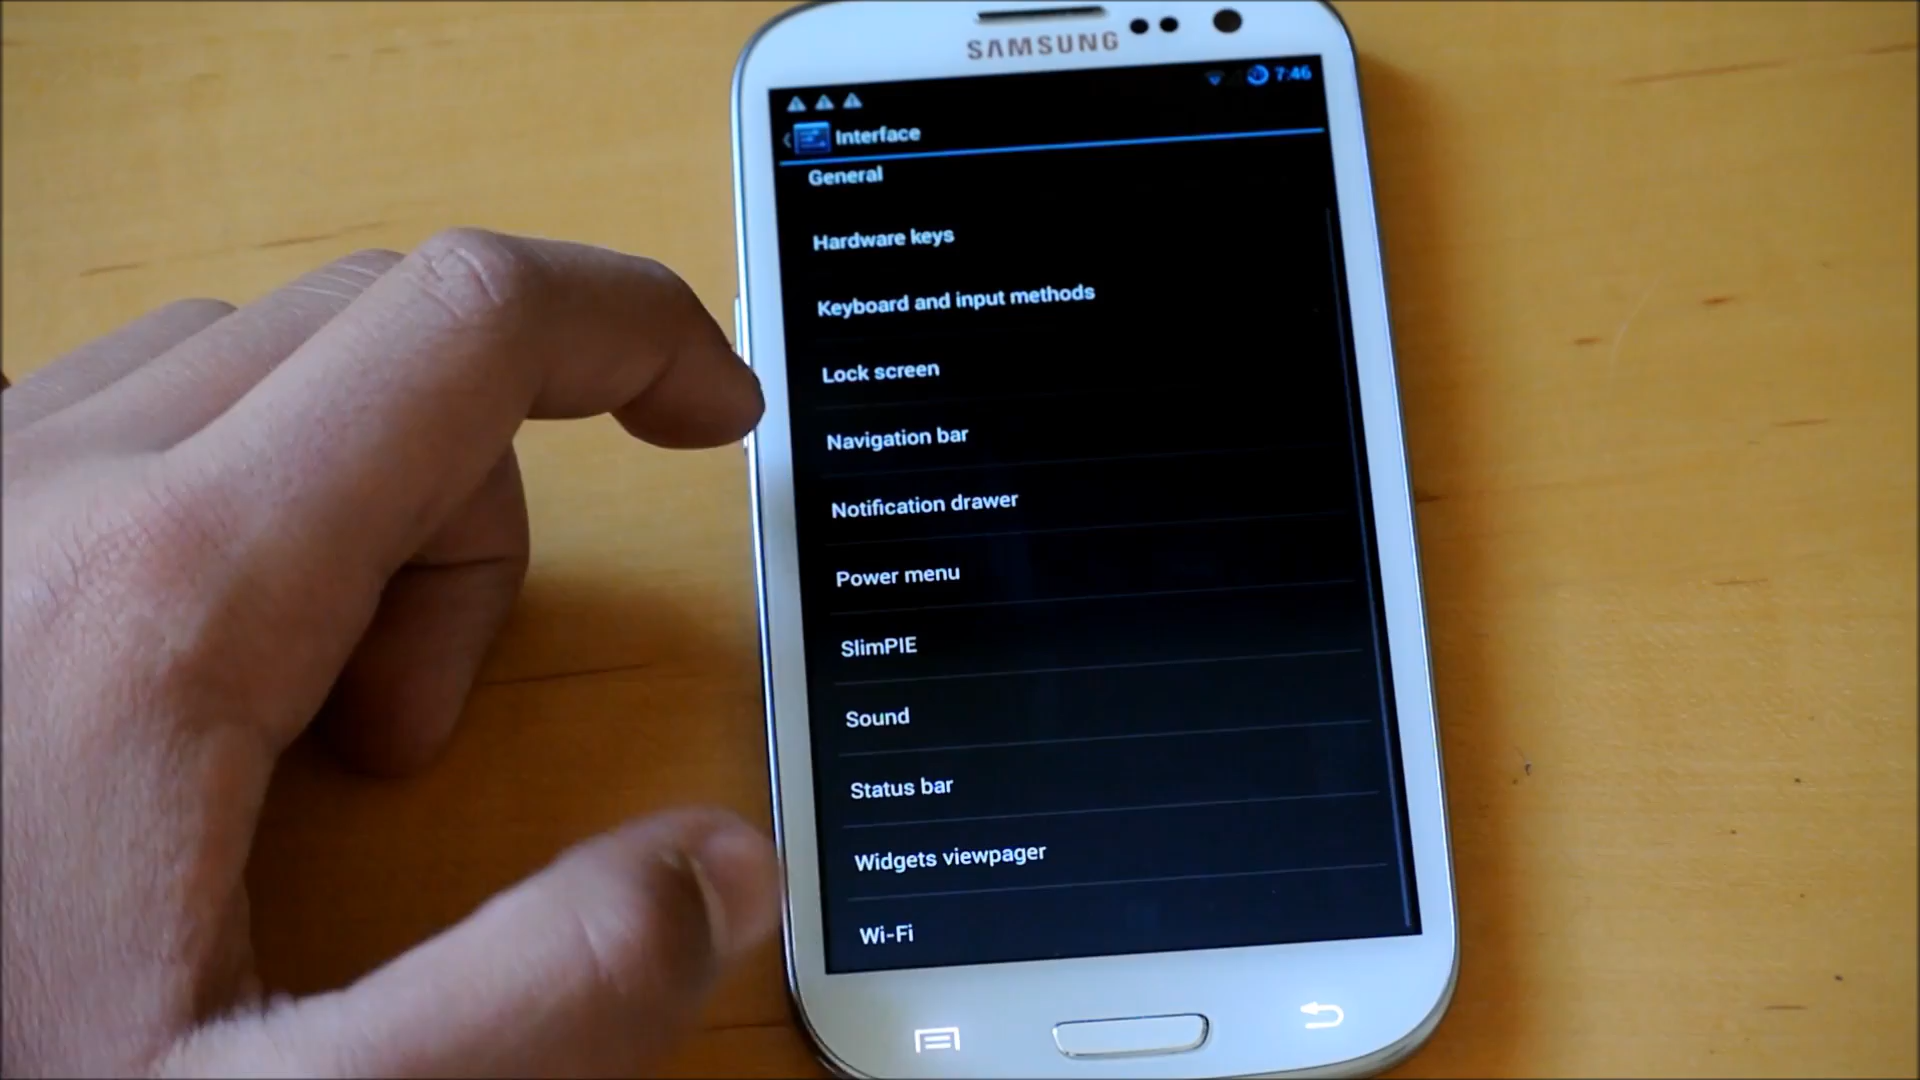 SAMSUNG
7:46
Interface
General
Hardware keys
Keyboard and input methods
Lock screen
Navigation bar
Notification drawer
Power menu
SlimPIE
Sound
Status bar
Widgets viewpager
Wi-Fi